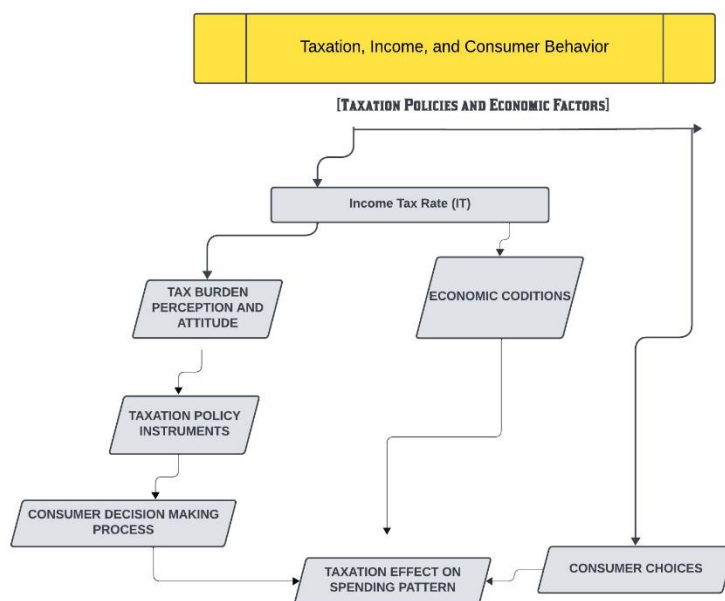 Taxation, Income, and Consumer Behavior
[Taxation Policies and Economic Factors]
Income Tax Rate (IT)
TAX BURDEN
PERCEPTION AND
ATTITUDE
ECONOMIC CODITIONS
TAXATION POLICY
INSTRUMENTS
CONSUMER DECISION MAKING
PROCESS
TAXATION EFFECT ON
SPENDING PATTERN
CONSUMER CHOICES